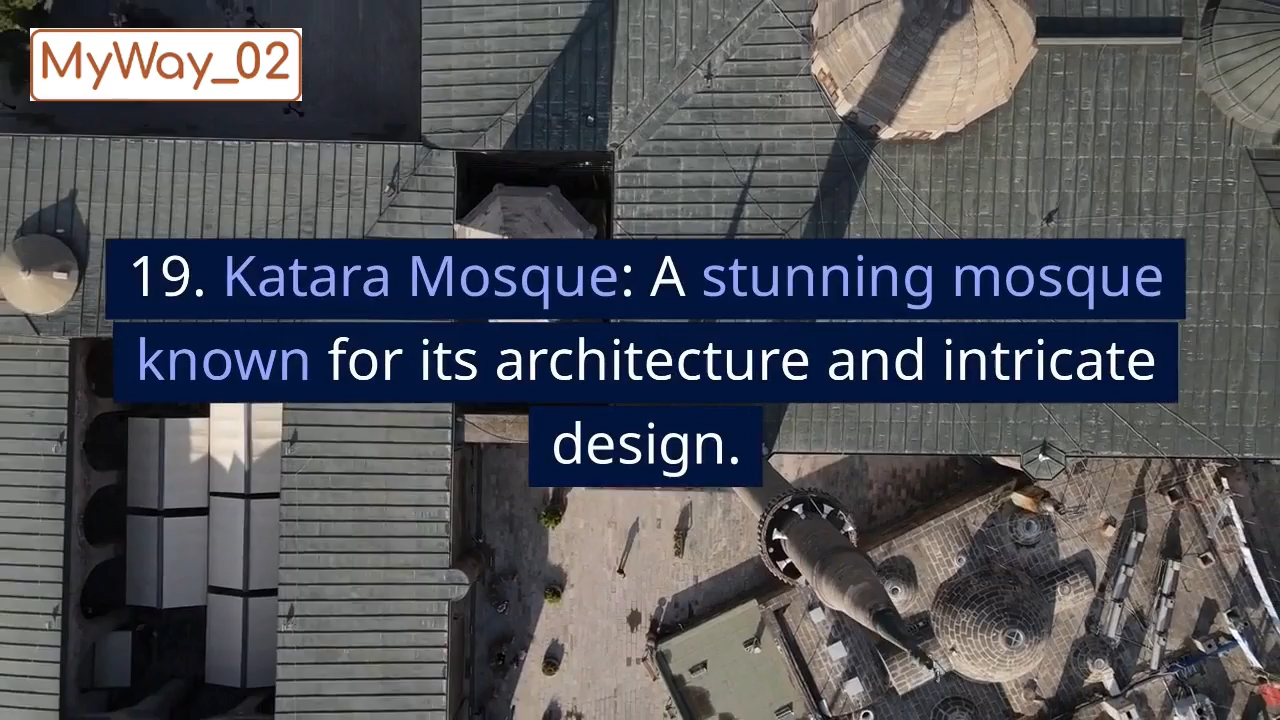 MyWay_02
19. Katara Mosque: A stunning mosque
known for its architecture and intricate
design.